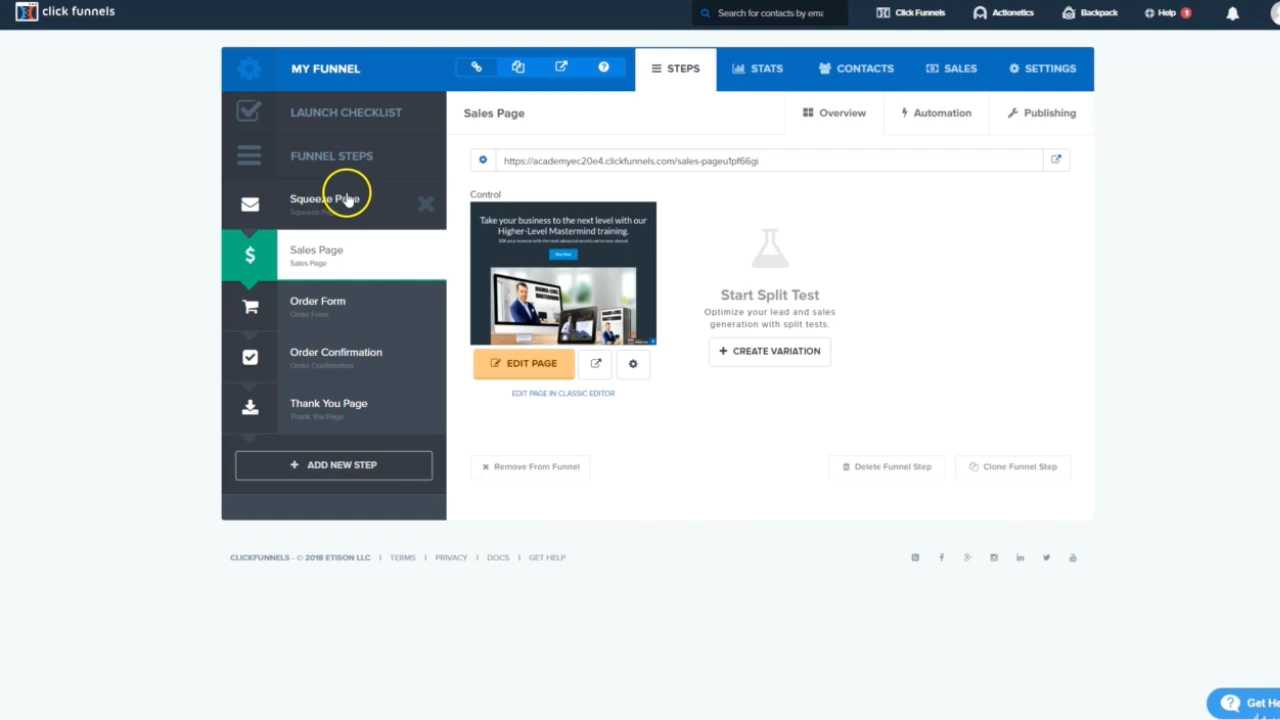 click funnels
Search for contacts by ema
Click Funnels
Actionetics
Backpack
Help
MY FUNNEL
STEPS
STATS
CONTACTS
SALES
SETTINGS
LAUNCH CHECKLIST
FUNNEL STEPS
Squeeze Page
Squeeze Page
Sales Page
Sales Page
Order Form
Order Form
Order Confirmation
Order Confirmation
Thank You Page
Thank You Page
ADD NEW STEP
Sales Page
Overview
Automation
Publishing
https://academyec20e4.clickfunnels.com/sales-pageu1pf66gi
Control
Take your business to the next level with our
Higher-Level Mastermind training.
Buy Now
Start Split Test
Optimize your lead and sales
generation with split tests.
CREATE VARIATION
EDIT PAGE
EDIT PAGE IN CLASSIC EDITOR
Remove From Funnel
Delete Funnel Step
Clone Funnel Step
CLICKFUNNELS - © 2018 ETISON LLC | TERMS | PRIVACY | DOCS | GET HELP
Get He